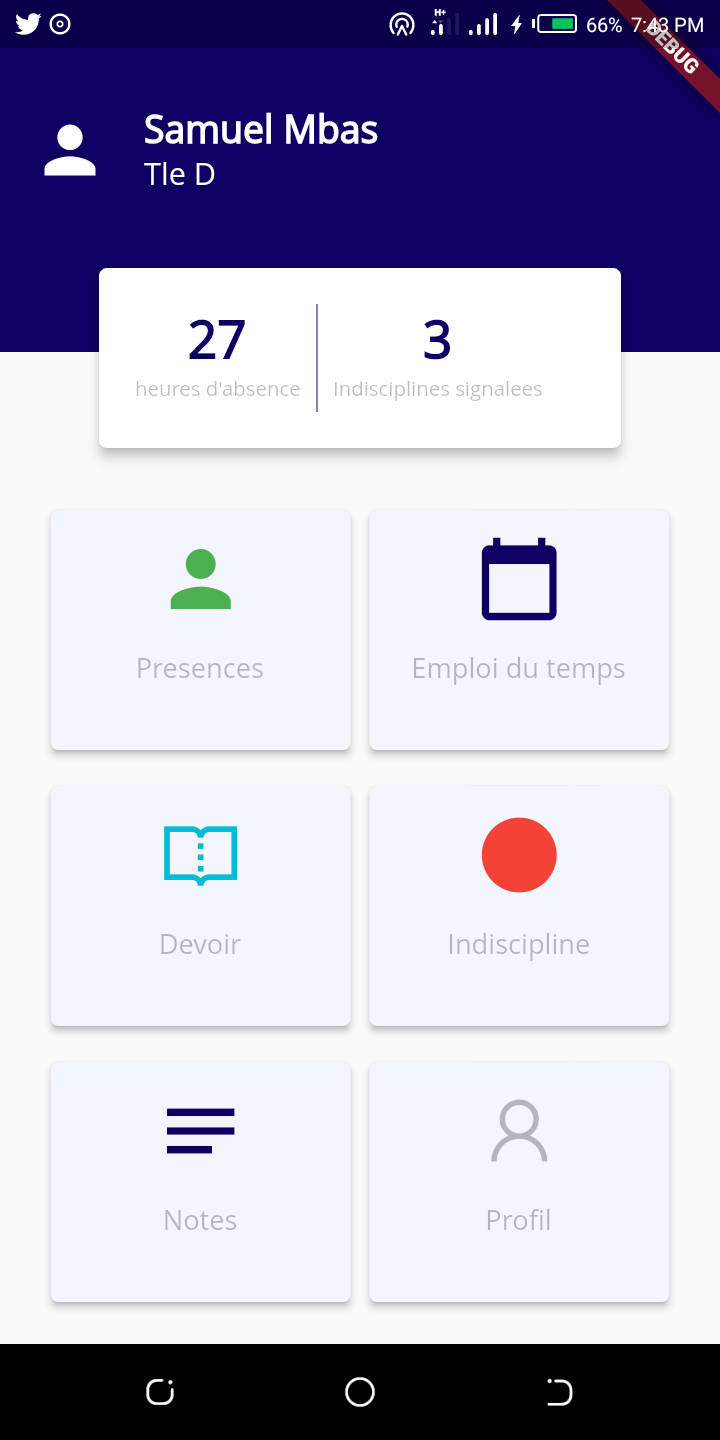 H+
66% 7:43 PM
DEBUG
Samuel Mbas
Tle D
27
heures d'absence
3
Indisciplines signalees
Presences
Emploi du temps
Devoir
Indiscipline
Notes
Profil